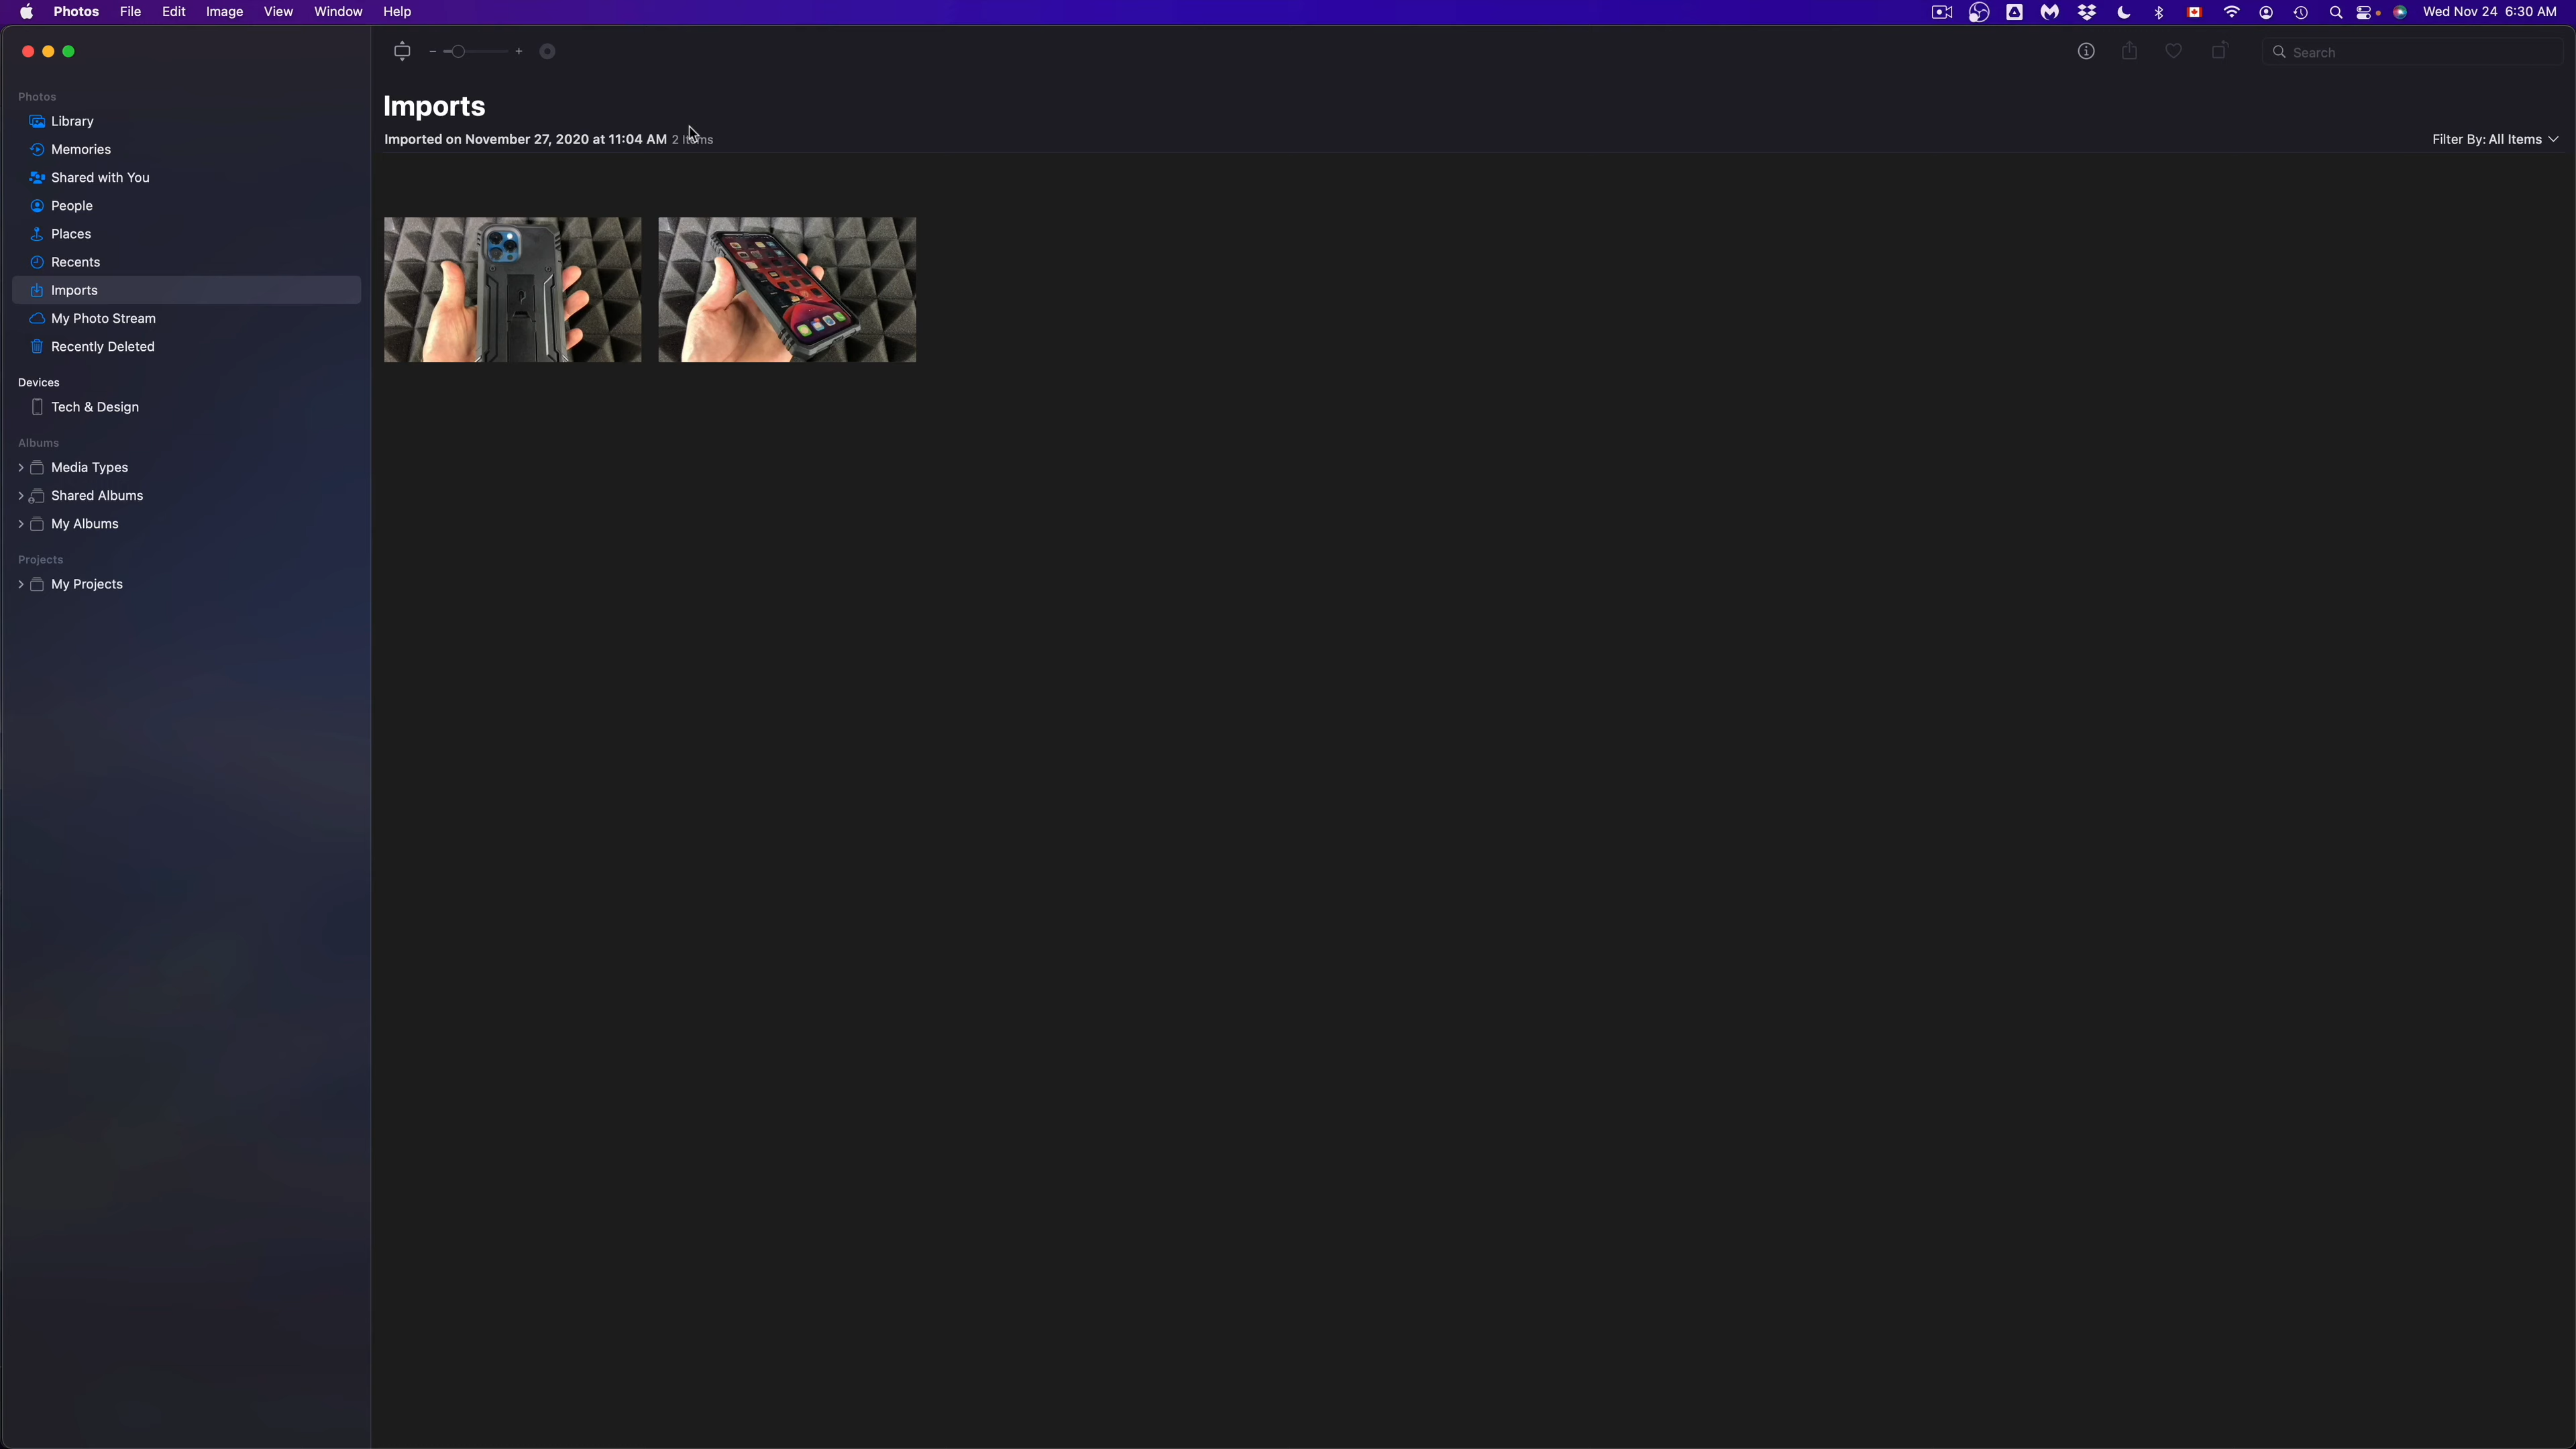 Photos File Edit Image View Window Help Wed Nov 24 6:30 AM
Search
Photos
Library
Memories
Shared with You
People
Places
Recents
Imports
My Photo Stream
Recently Deleted
Devices
Tech & Design
Albums
Media Types
Shared Albums
My Albums
Projects
My Projects
Imports
Imported on November 27, 2020 at 11:04 AM 2 Items
Filter By: All Items